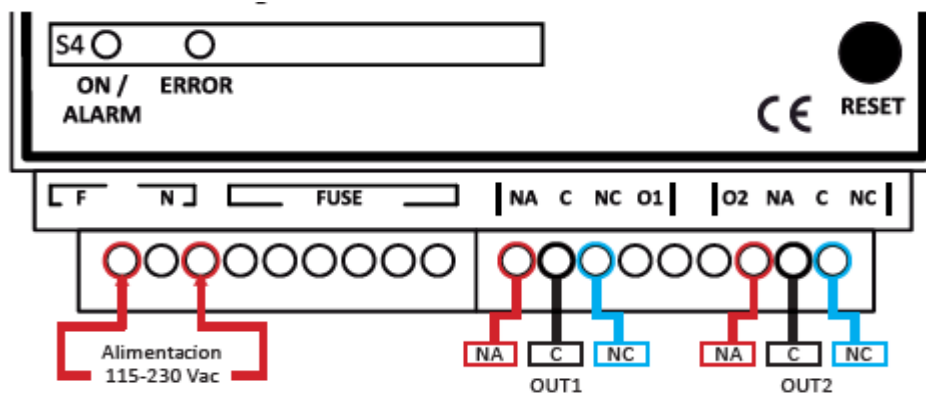 S4
ON / ERROR
ALARM
CE RESET
F N FUSE NA C NC O1 O2 NA C NC
Alimentacion
115-230 Vac
NA C NC NA C NC
OUT1 OUT2